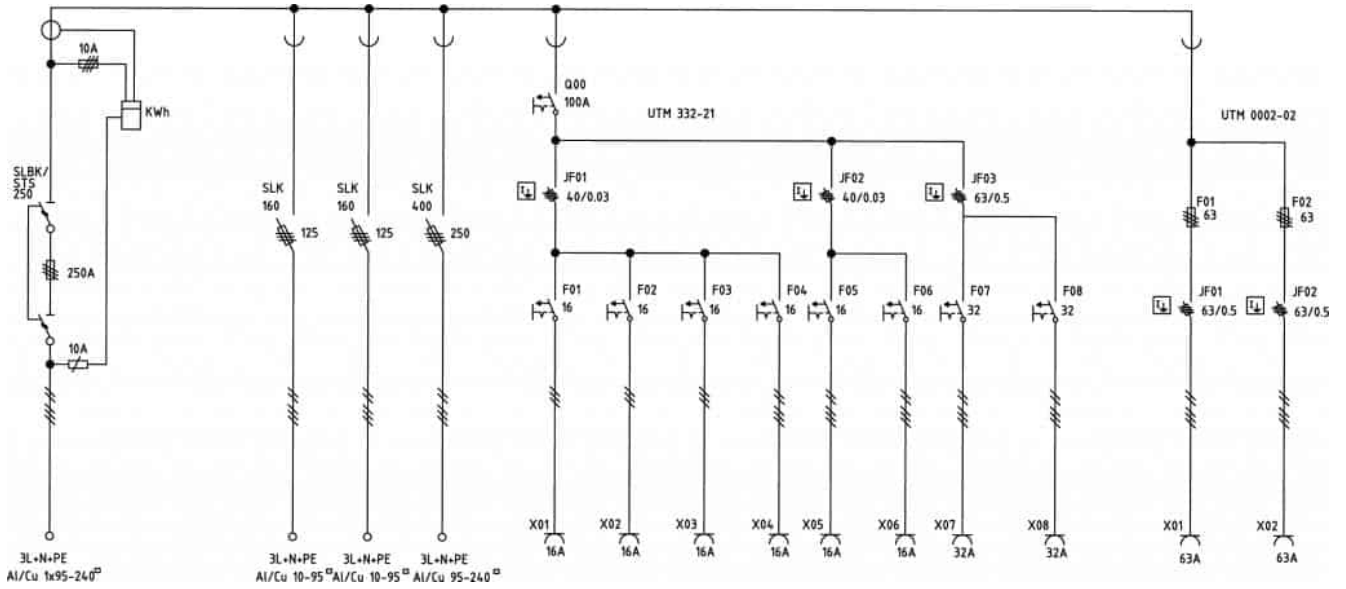 10A
KWh
SLBK/
STS
250
250A
10A
3L+N+PE
Al/Cu 1x95-240□
SLK
160
125
3L+N+PE
Al/Cu 10-95□
SLK
160
125
3L+N+PE
Al/Cu 10-95□
SLK
400
250
3L+N+PE
Al/Cu 95-240□
Q00
100A
UTM 332-21
JF01
40/0.03
JF02
40/0.03
JF03
63/0.5
F01
16
F02
16
F03
16
F04
16
F05
16
F06
16
F07
32
F08
32
X01
16A
X02
16A
X03
16A
X04
16A
X05
16A
X06
16A
X07
32A
X08
32A
UTM 0002-02
F01
63
F02
63
JF01
63/0.5
JF02
63/0.5
X01
63A
X02
63A